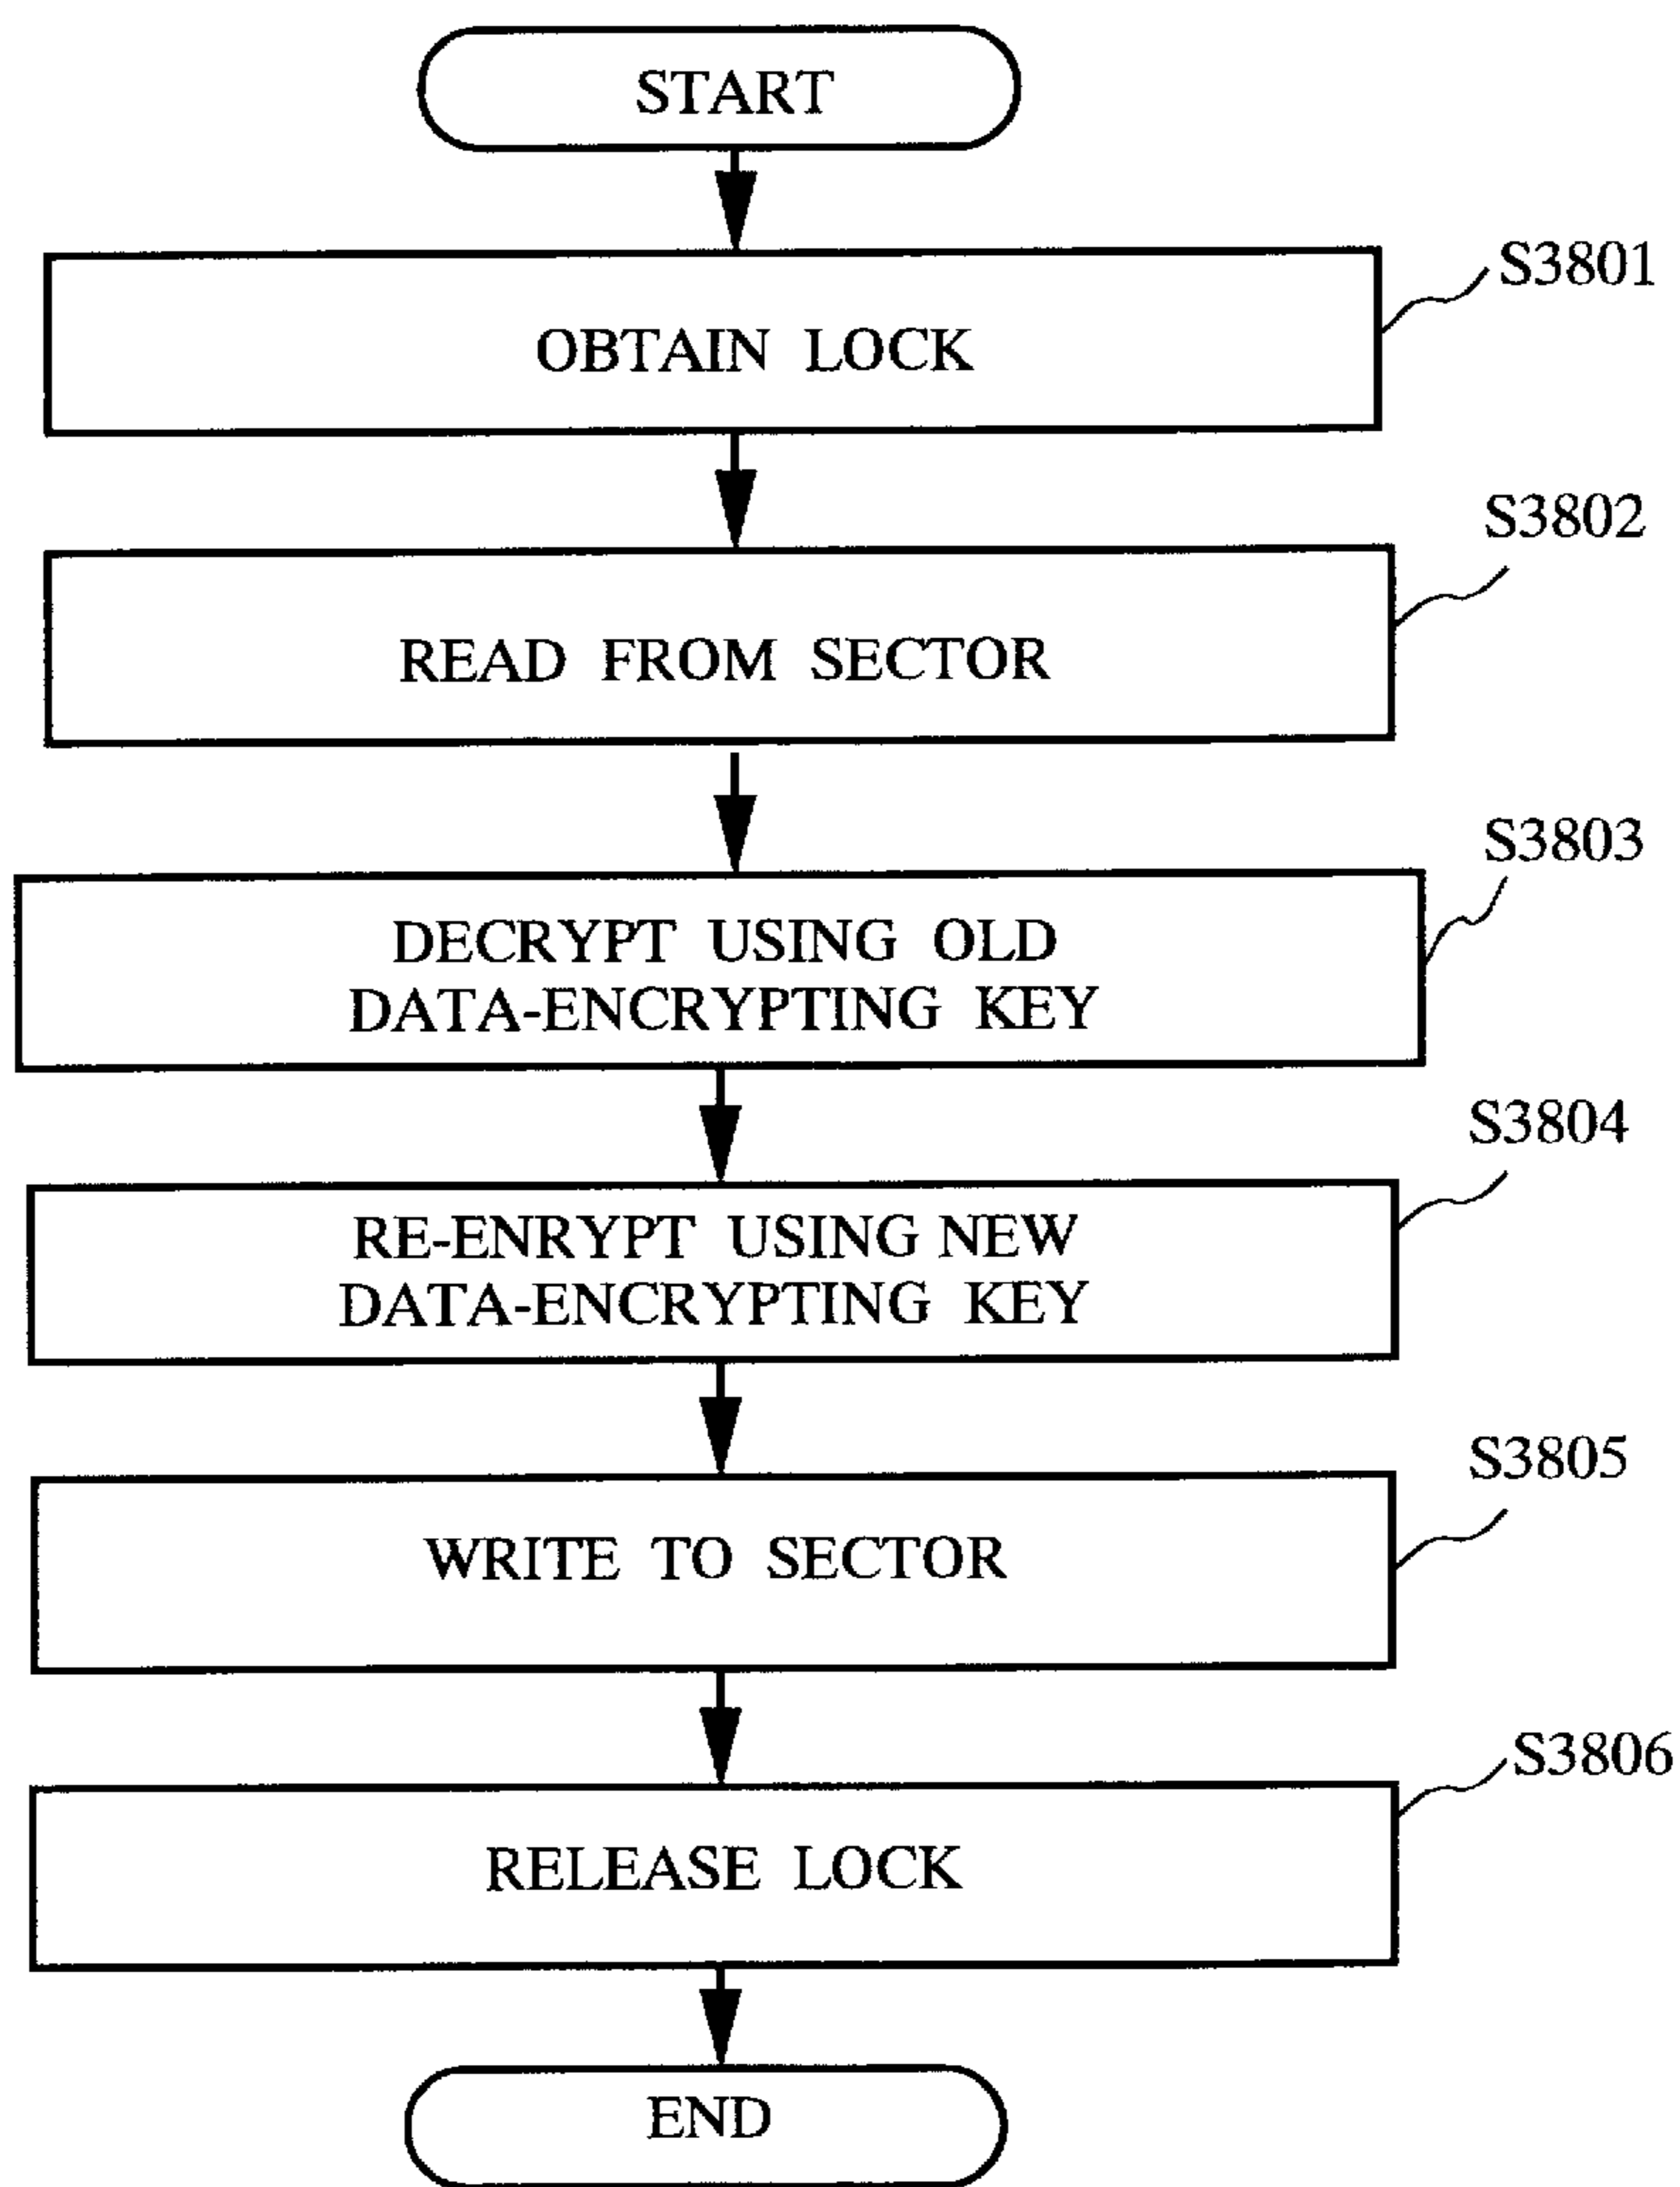 START
S3801
OBTAIN LOCK
S3802
READ FROM SECTOR
S3803
DECRYPT USING OLD
DATA-ENCRYPTING KEY
S3804
RE-ENRYPT USING NEW
DATA-ENCRYPTING KEY
S3805
WRITE TO SECTOR
S3806
RELEASE LOCK
END